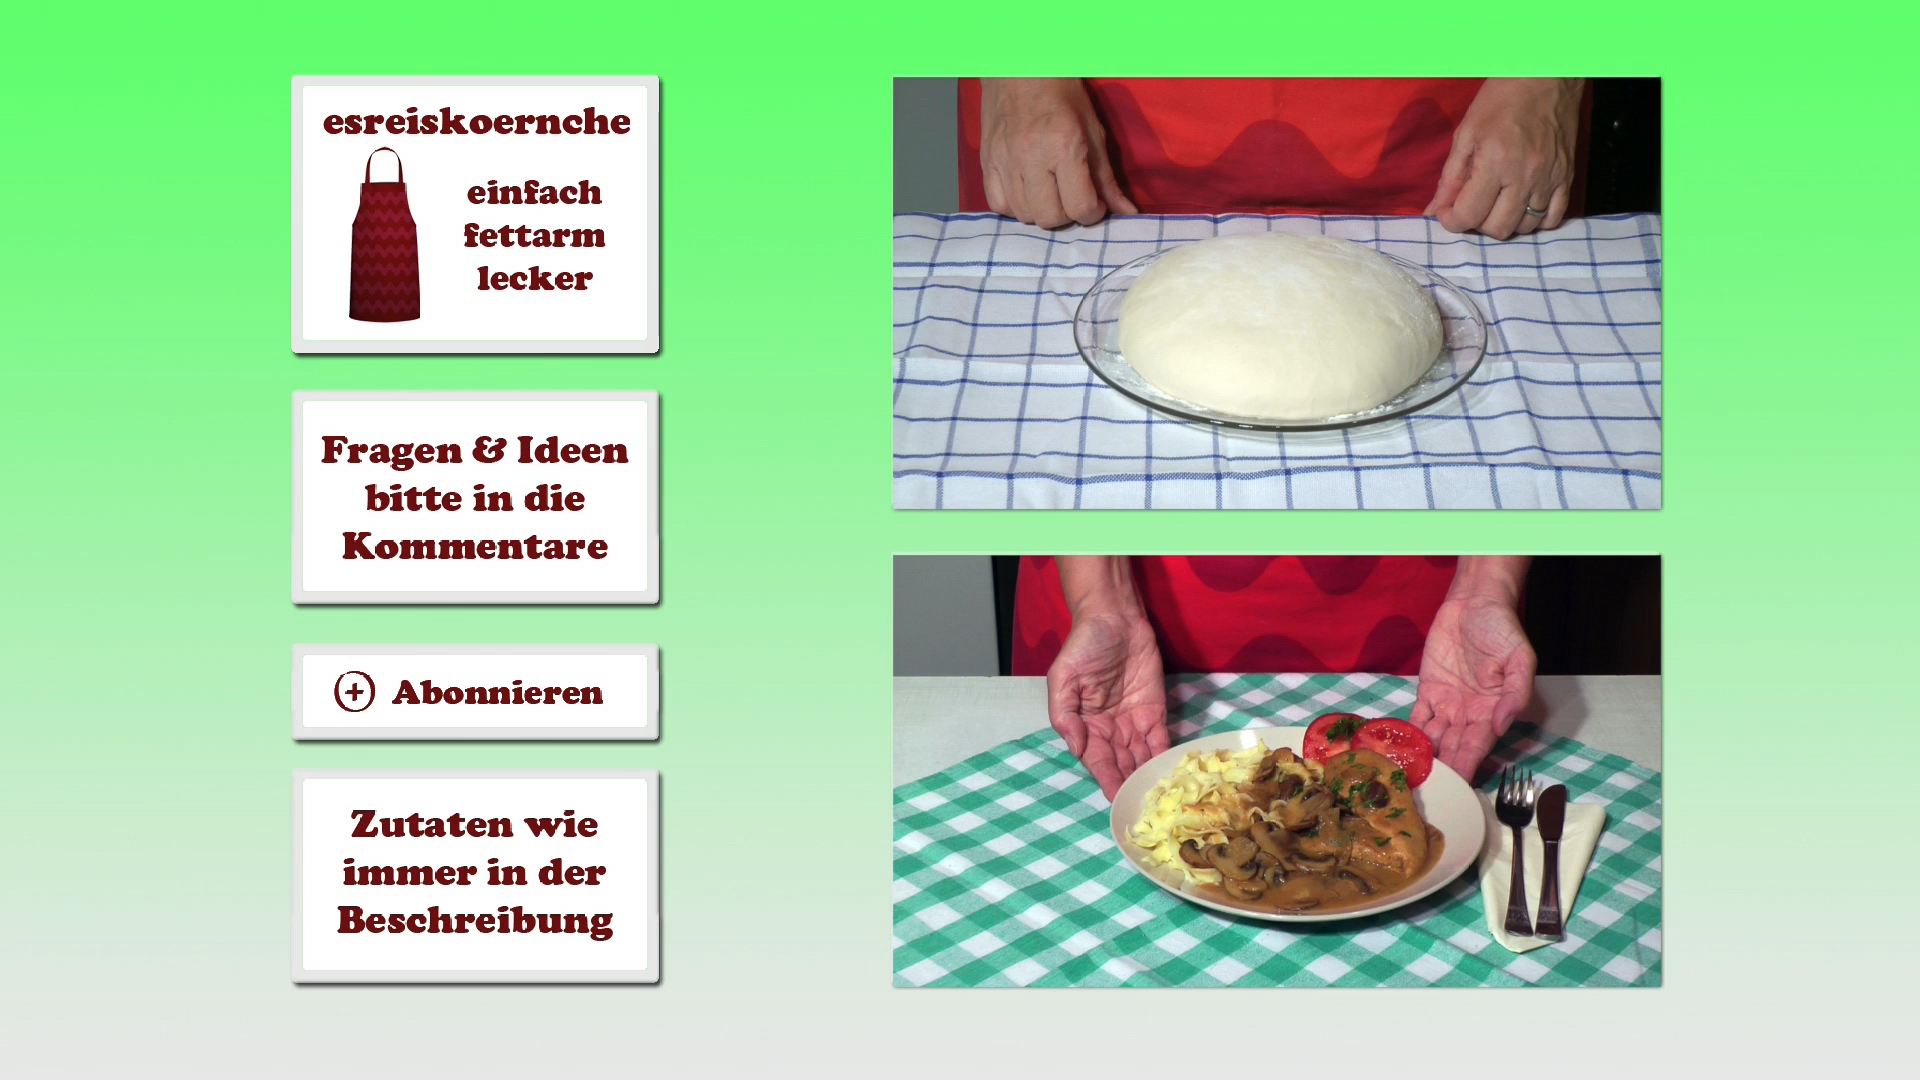 esreiskoernche
einfach
fettarm
lecker
Fragen & Ideen
bitte in die
Kommentare
Abonnieren
Zutaten wie
immer in der
Beschreibung